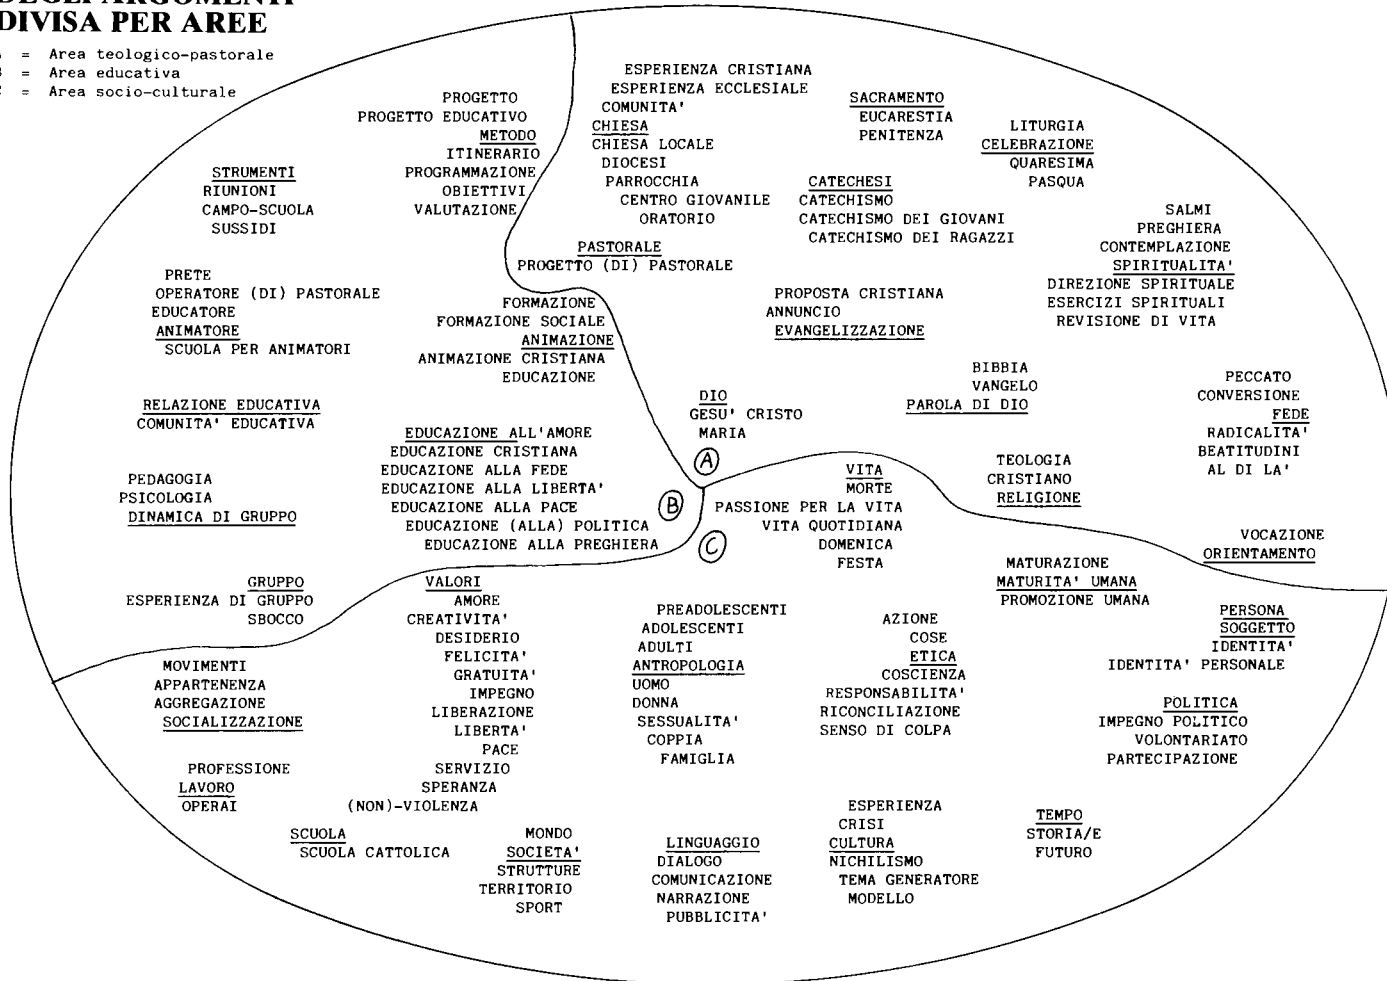 DEGLI ARGOMENTI
DIVISA PER AREE
= Area teologico-pastorale
= Area educativa
= Area socio-culturale
PROGETTO
PROGETTO EDUCATIVO
METODO
ITINERARIO
PROGRAMMAZIONE
OBIETTIVI
VALUTAZIONE
STRUMENTI
RIUNIONI
CAMPO-SCUOLA
SUSSIDI
PRETE
OPERATORE (DI) PASTORALE
EDUCATORE
ANIMATORE
SCUOLA PER ANIMATORI
FORMAZIONE
FORMAZIONE SOCIALE
ANIMAZIONE
ANIMAZIONE CRISTIANA
EDUCAZIONE
RELAZIONE EDUCATIVA
COMUNITA' EDUCATIVA
EDUCAZIONE ALL'AMORE
EDUCAZIONE CRISTIANA
EDUCAZIONE ALLA FEDE
EDUCAZIONE ALLA LIBERTA'
EDUCAZIONE ALLA PACE
EDUCAZIONE (ALLA) POLITICA
EDUCAZIONE ALLA PREGHIERA
PEDAGOGIA
PSICOLOGIA
DINAMICA DI GRUPPO
GRUPPO
ESPERIENZA DI GRUPPO
SBOCCO
B
ESPERIENZA CRISTIANA
ESPERIENZA ECCLESIALE
COMUNITA'
CHIESA
CHIESA LOCALE
DIOCESI
PARROCCHIA
CENTRO GIOVANILE
ORATORIO
PASTORALE
PROGETTO (DI) PASTORALE
SACRAMENTO
EUCARESTIA
PENITENZA
LITURGIA
CELEBRAZIONE
QUARESIMA
PASQUA
CATECHESI
CATECHISMO
CATECHISMO DEI GIOVANI
CATECHISMO DEI RAGAZZI
SALMI
PREGHIERA
CONTEMPLAZIONE
SPIRITUALITA'
DIREZIONE SPIRITUALE
ESERCIZI SPIRITUALI
REVISIONE DI VITA
PROPOSTA CRISTIANA
ANNUNCIO
EVANGELIZZAZIONE
BIBBIA
VANGELO
PAROLA DI DIO
PECCATO
CONVERSIONE
FEDE
RADICALITA'
BEATITUDINI
AL DI LA'
DIO
GESU' CRISTO
MARIA
A
TEOLOGIA
CRISTIANO
RELIGIONE
VOCAZIONE
ORIENTAMENTO
C
VITA
MORTE
PASSIONE PER LA VITA
VITA QUOTIDIANA
DOMENICA
FESTA
MATURAZIONE
MATURITA' UMANA
PROMOZIONE UMANA
VALORI
AMORE
CREATIVITA'
DESIDERIO
FELICITA'
GRATUITA'
IMPEGNO
LIBERAZIONE
LIBERTA'
PACE
SERVIZIO
SPERANZA
(NON)-VIOLENZA
PREADOLESCENTI
ADOLESCENTI
ADULTI
ANTROPOLOGIA
UOMO
DONNA
SESSUALITA'
COPPIA
FAMIGLIA
AZIONE
COSE
ETICA
COSCIENZA
RESPONSABILITA'
RICONCILIAZIONE
SENSO DI COLPA
PERSONA
SOGGETTO
IDENTITA'
IDENTITA' PERSONALE
POLITICA
IMPEGNO POLITICO
VOLONTARIATO
PARTECIPAZIONE
MOVIMENTI
APPARTENENZA
AGGREGAZIONE
SOCIALIZZAZIONE
PROFESSIONE
LAVORO
OPERAI
SCUOLA
SCUOLA CATTOLICA
MONDO
SOCIETA'
STRUTTURE
TERRITORIO
SPORT
LINGUAGGIO
DIALOGO
COMUNICAZIONE
NARRAZIONE
PUBBLICITA'
ESPERIENZA
CRISI
CULTURA
NICHILISMO
TEMA GENERATORE
MODELLO
TEMPO
STORIA/E
FUTURO